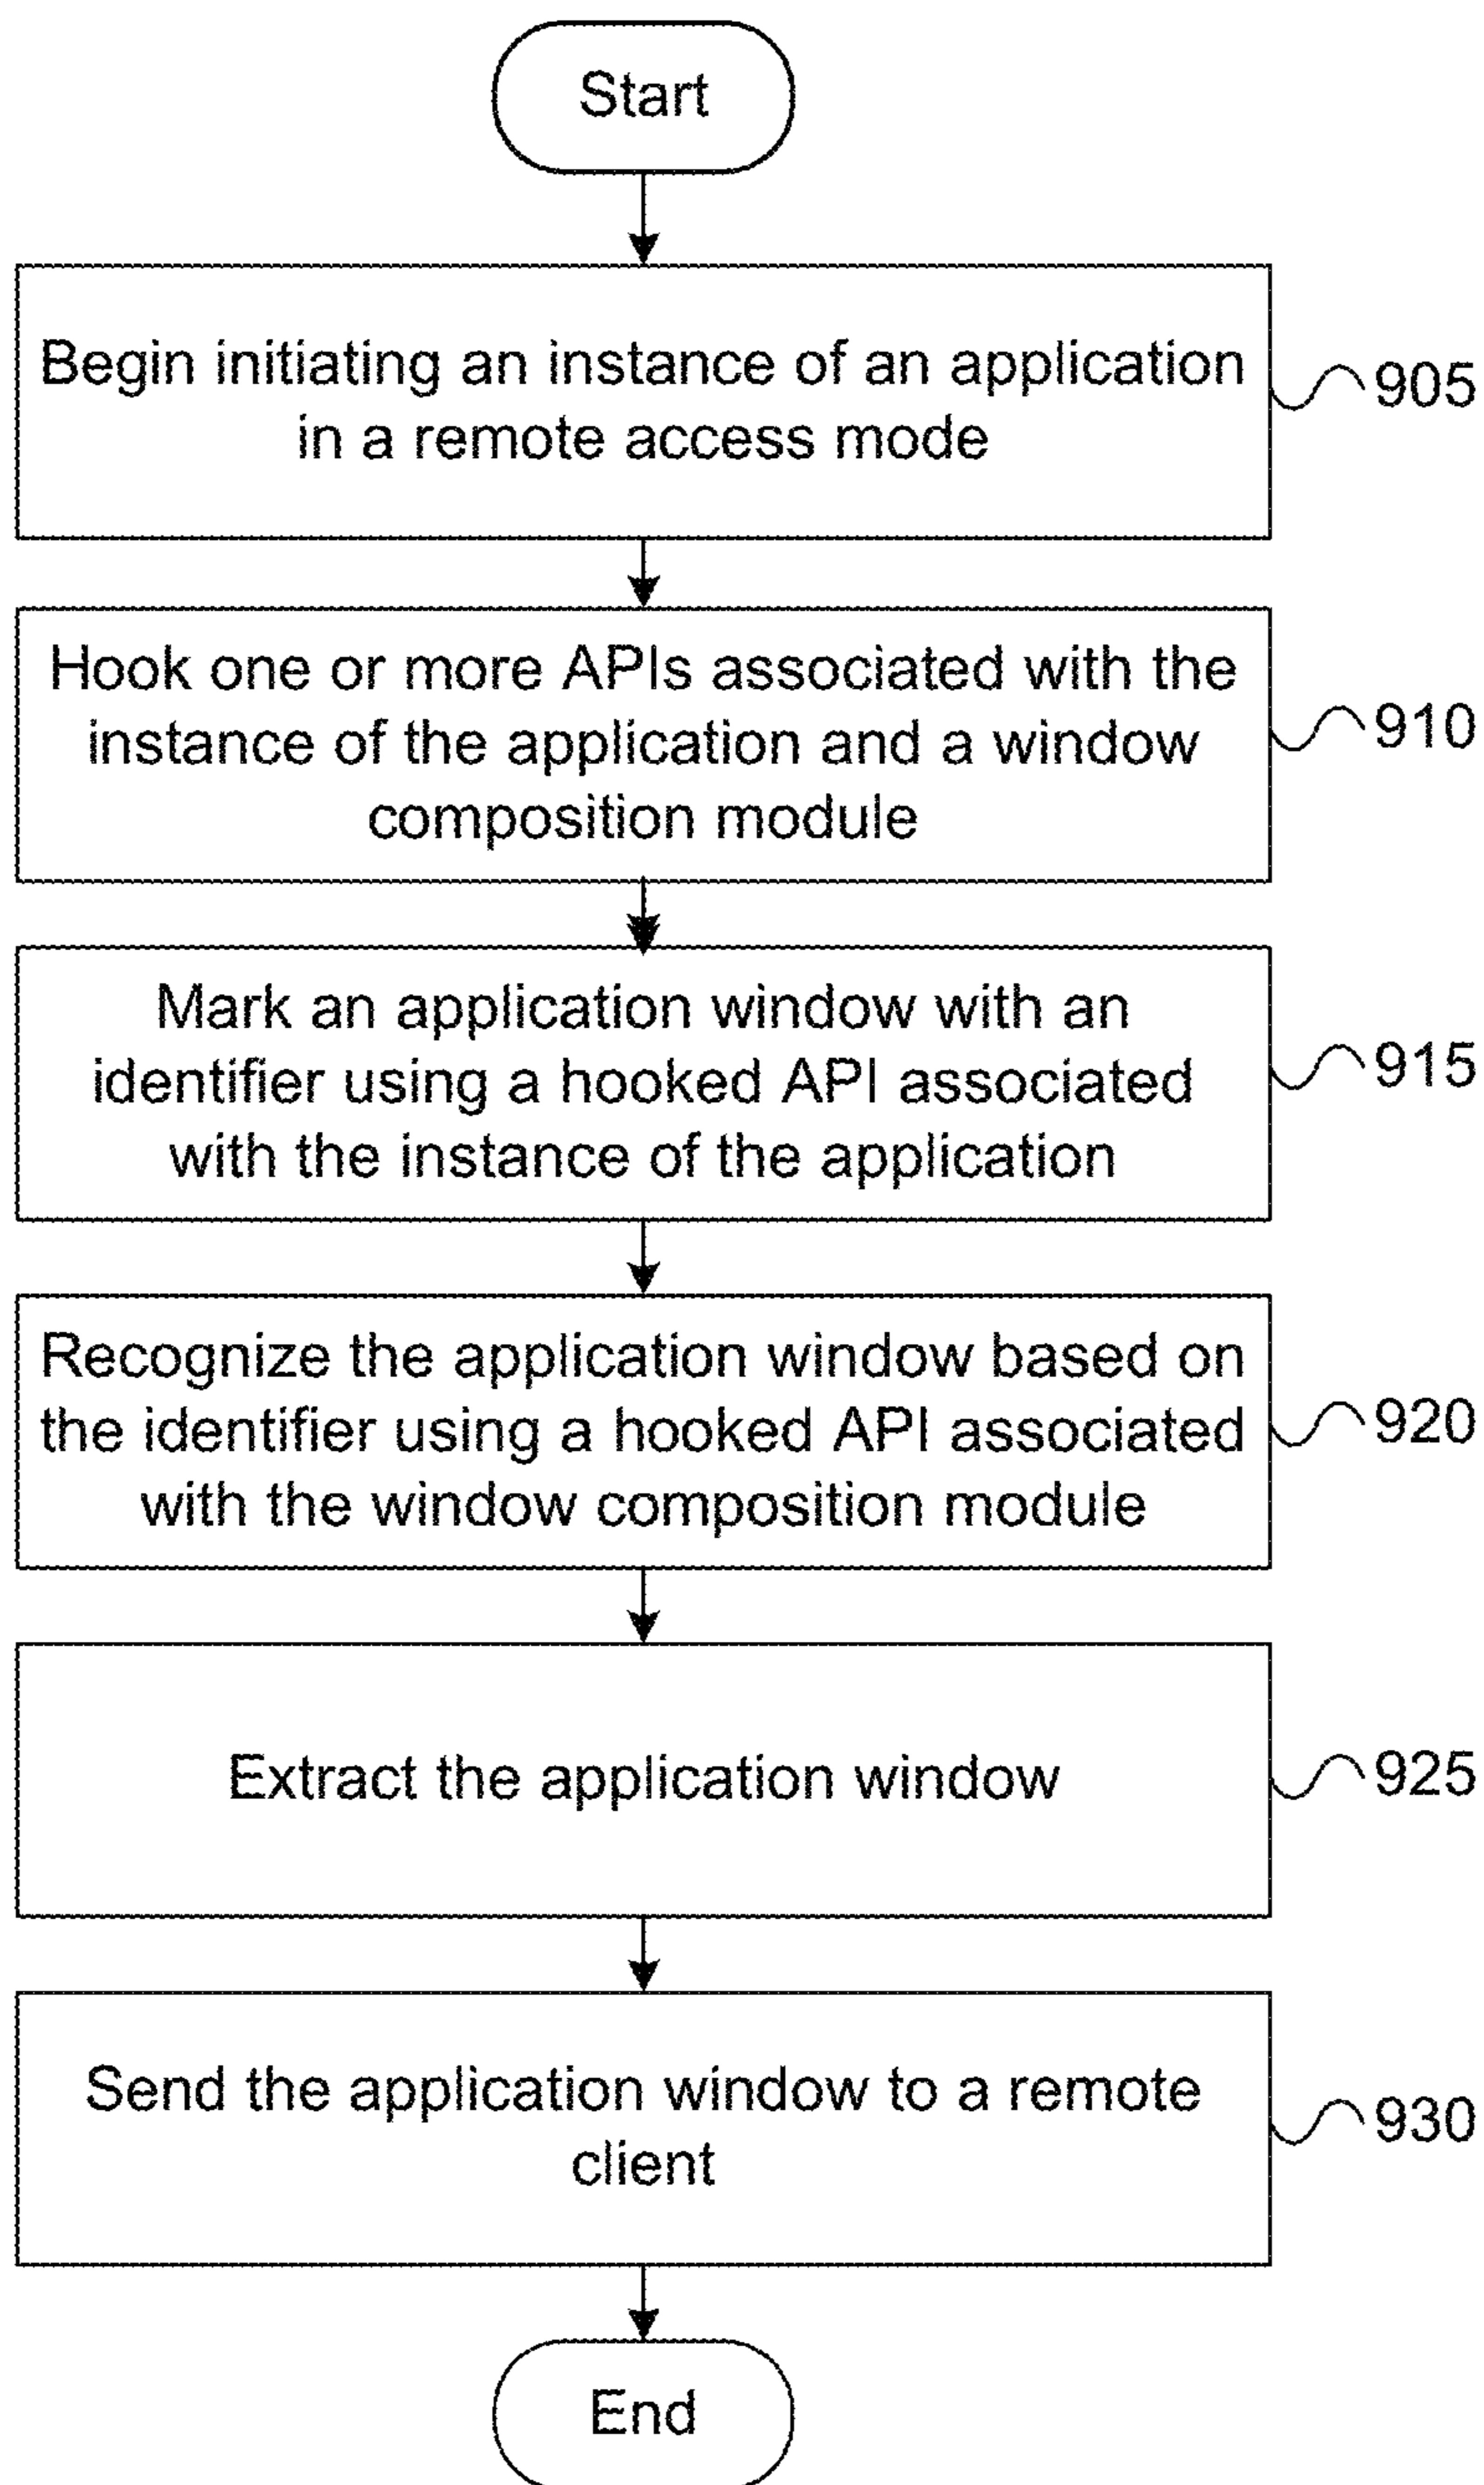 Start
Begin initiating an instance of an application
in a remote access mode
905
Hook one or more APIs associated with the
instance of the application and a window
composition module
910
Mark an application window with an
identifier using a hooked API associated
with the instance of the application
915
Recognize the application window based on
the identifier using a hooked API associated
with the window composition module
920
Extract the application window
925
Send the application window to a remote
client
930
End